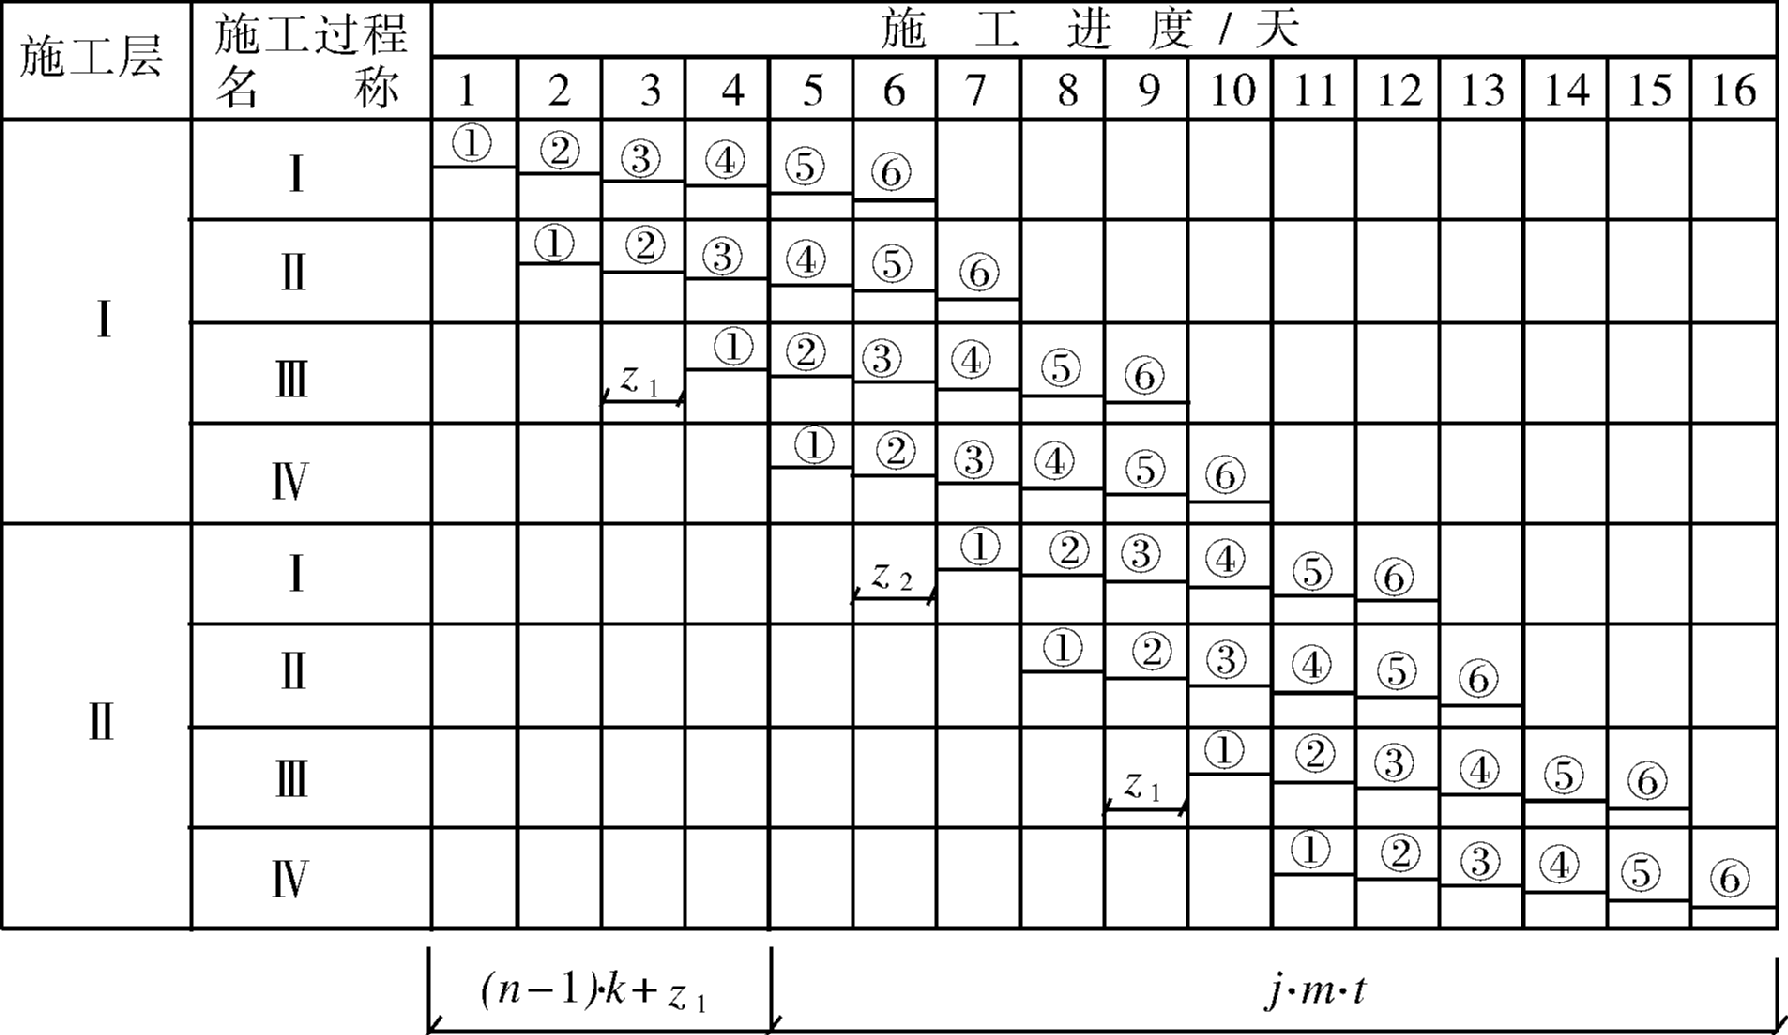 施工层 施工过程名 称 施 工 进 度 / 天
1 2 3 4 5 6 7 8 9 10 11 12 13 14 15 16
Ⅰ
Ⅰ ① ② ③ ④ ⑤ ⑥
Ⅱ ① ② ③ ④ ⑤ ⑥
Ⅲ z1 ① ② ③ ④ ⑤ ⑥
Ⅳ ① ② ③ ④ ⑤ ⑥
Ⅱ
Ⅰ z2 ① ② ③ ④ ⑤ ⑥
Ⅱ ① ② ③ ④ ⑤ ⑥
Ⅲ z1 ① ② ③ ④ ⑤ ⑥
Ⅳ ① ② ③ ④ ⑤ ⑥
(n−1)·k+z1 j·m·t